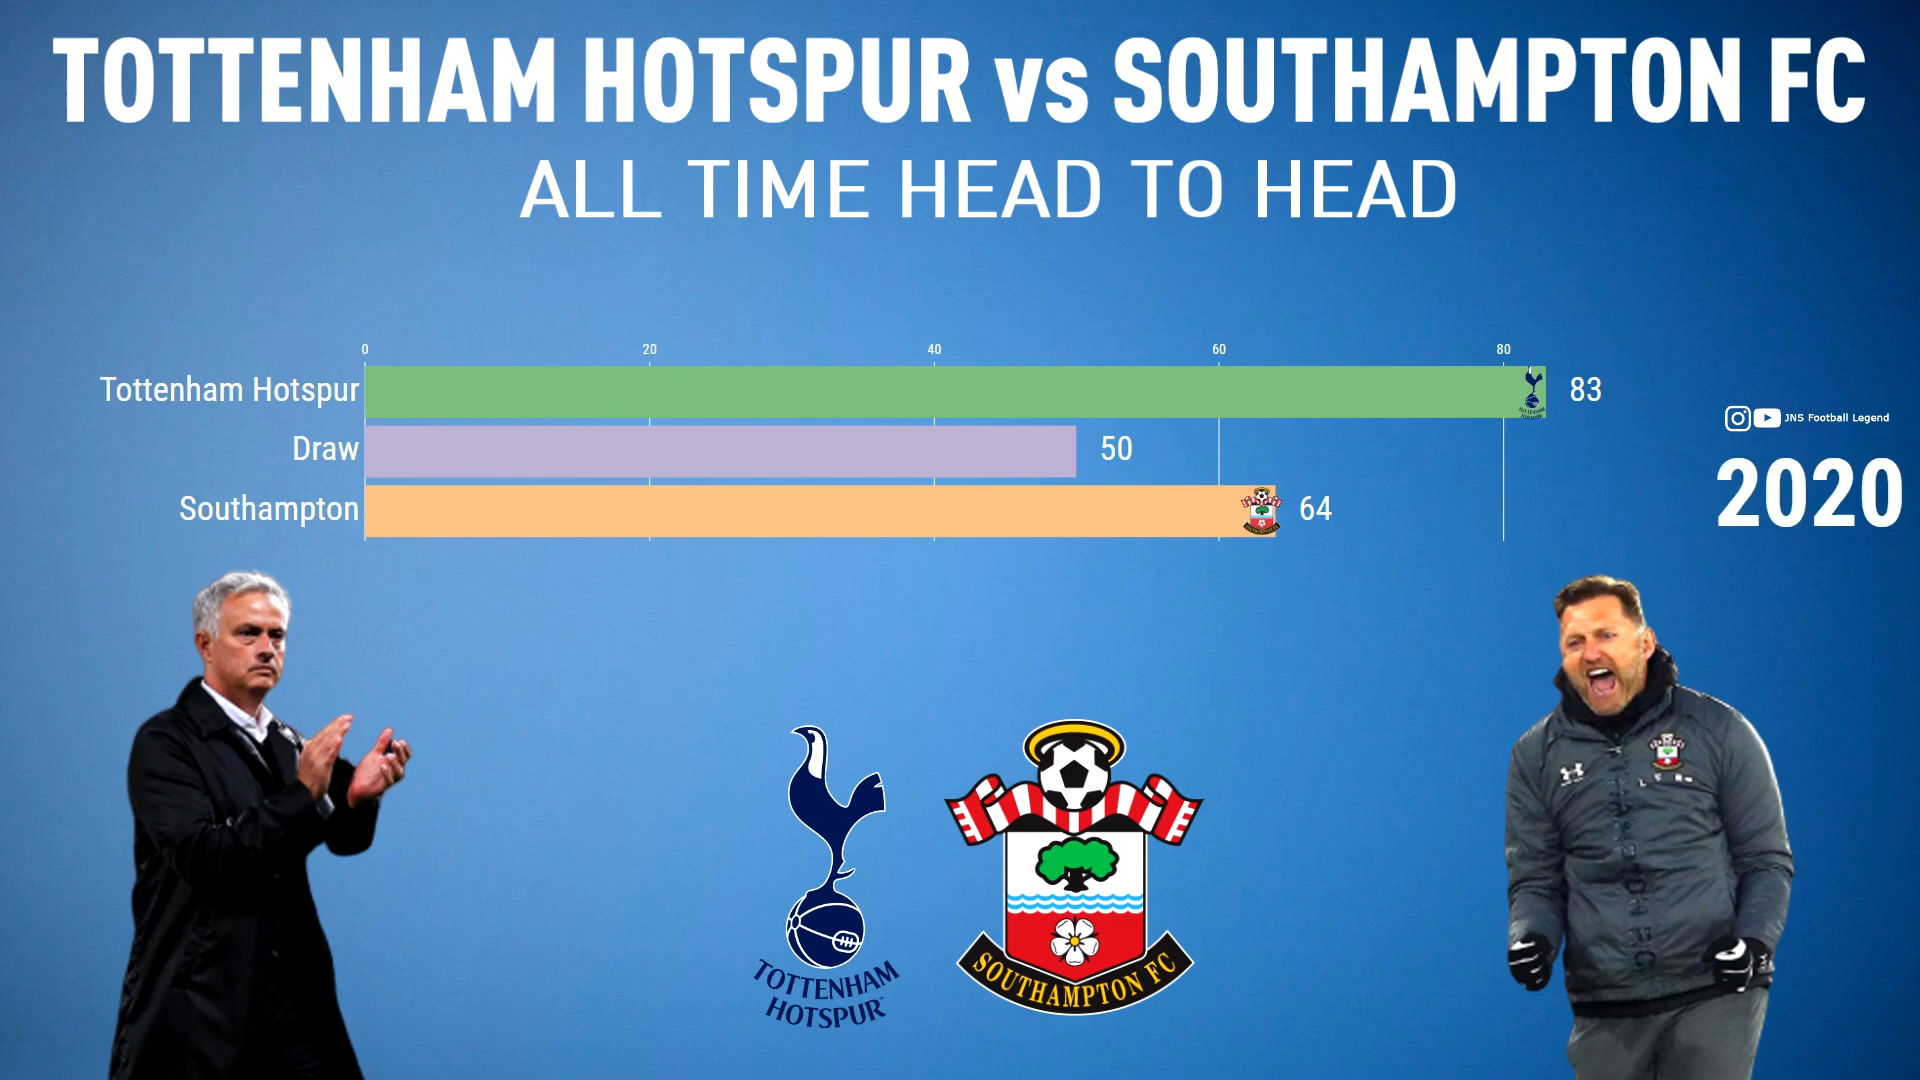 TOTTENHAM HOTSPUR vs SOUTHAMPTON FC
ALL TIME HEAD TO HEAD
0 20 40 60 80
Tottenham Hotspur 83
Draw 50
Southampton 64
JNS Football Legend
2020
TOTTENHAM
HOTSPUR
SOUTHAMPTON FC